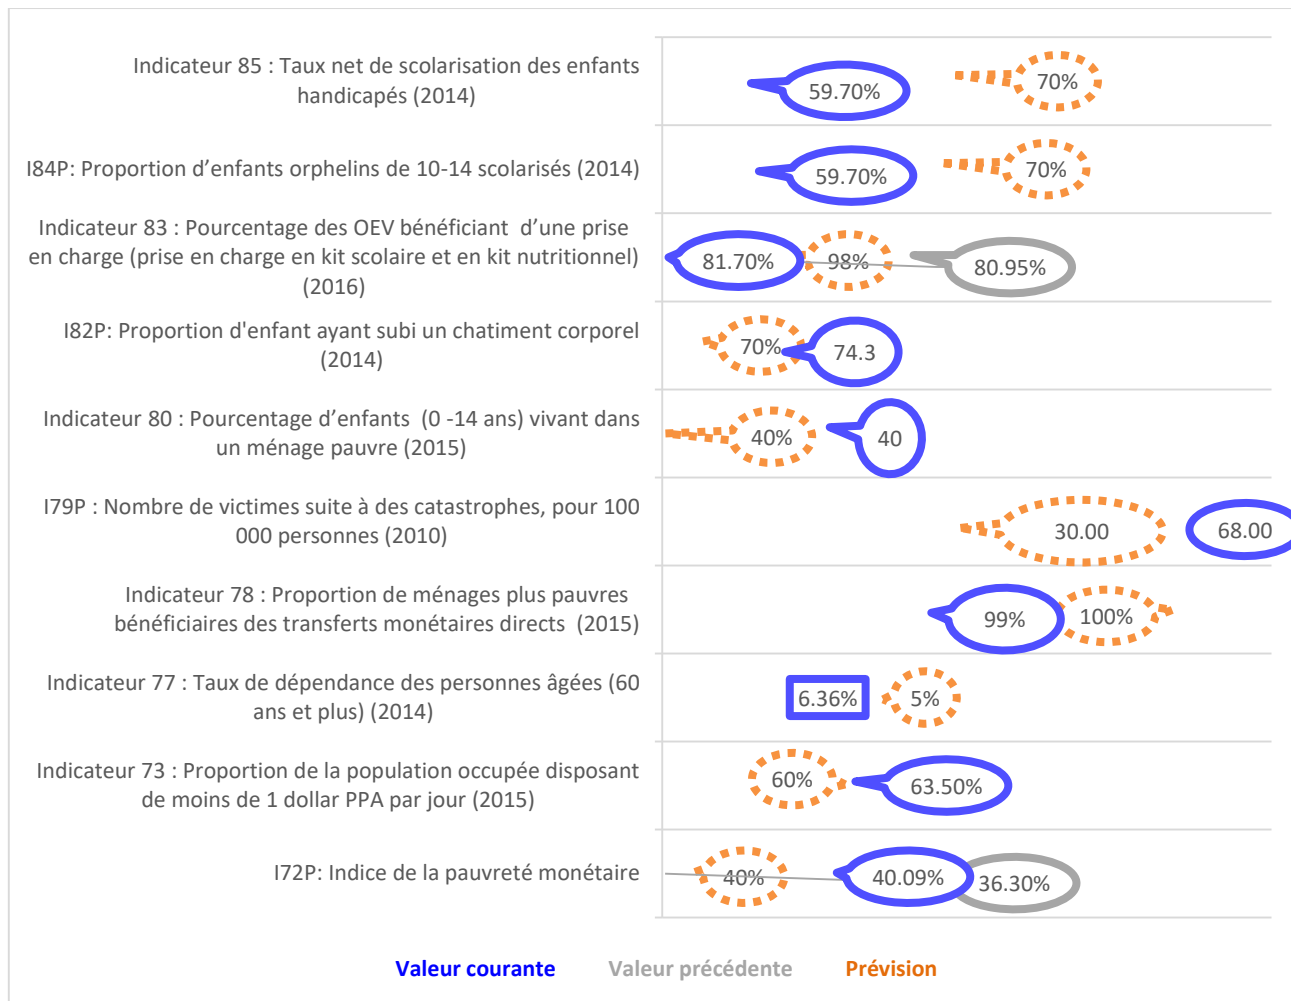 Indicateur 85 : Taux net de scolarisation des enfants
handicapés (2014)
59.70%
70%
I84P: Proportion d’enfants orphelins de 10-14 scolarisés (2014)
59.70%
70%
Indicateur 83 : Pourcentage des OEV bénéficiant d’une prise
en charge (prise en charge en kit scolaire et en kit nutritionnel)
(2016)
81.70%
98%
80.95%
I82P: Proportion d'enfant ayant subi un chatiment corporel
(2014)
70%
74.3
Indicateur 80 : Pourcentage d’enfants (0 -14 ans) vivant dans
un ménage pauvre (2015)
40%
40
I79P : Nombre de victimes suite à des catastrophes, pour 100
000 personnes (2010)
30.00
68.00
Indicateur 78 : Proportion de ménages plus pauvres
bénéficiaires des transferts monétaires directs (2015)
99%
100%
Indicateur 77 : Taux de dépendance des personnes âgées (60
ans et plus) (2014)
6.36%
5%
Indicateur 73 : Proportion de la population occupée disposant
de moins de 1 dollar PPA par jour (2015)
60%
63.50%
I72P: Indice de la pauvreté monétaire
40%
40.09%
36.30%
Valeur courante
Valeur précédente
Prévision